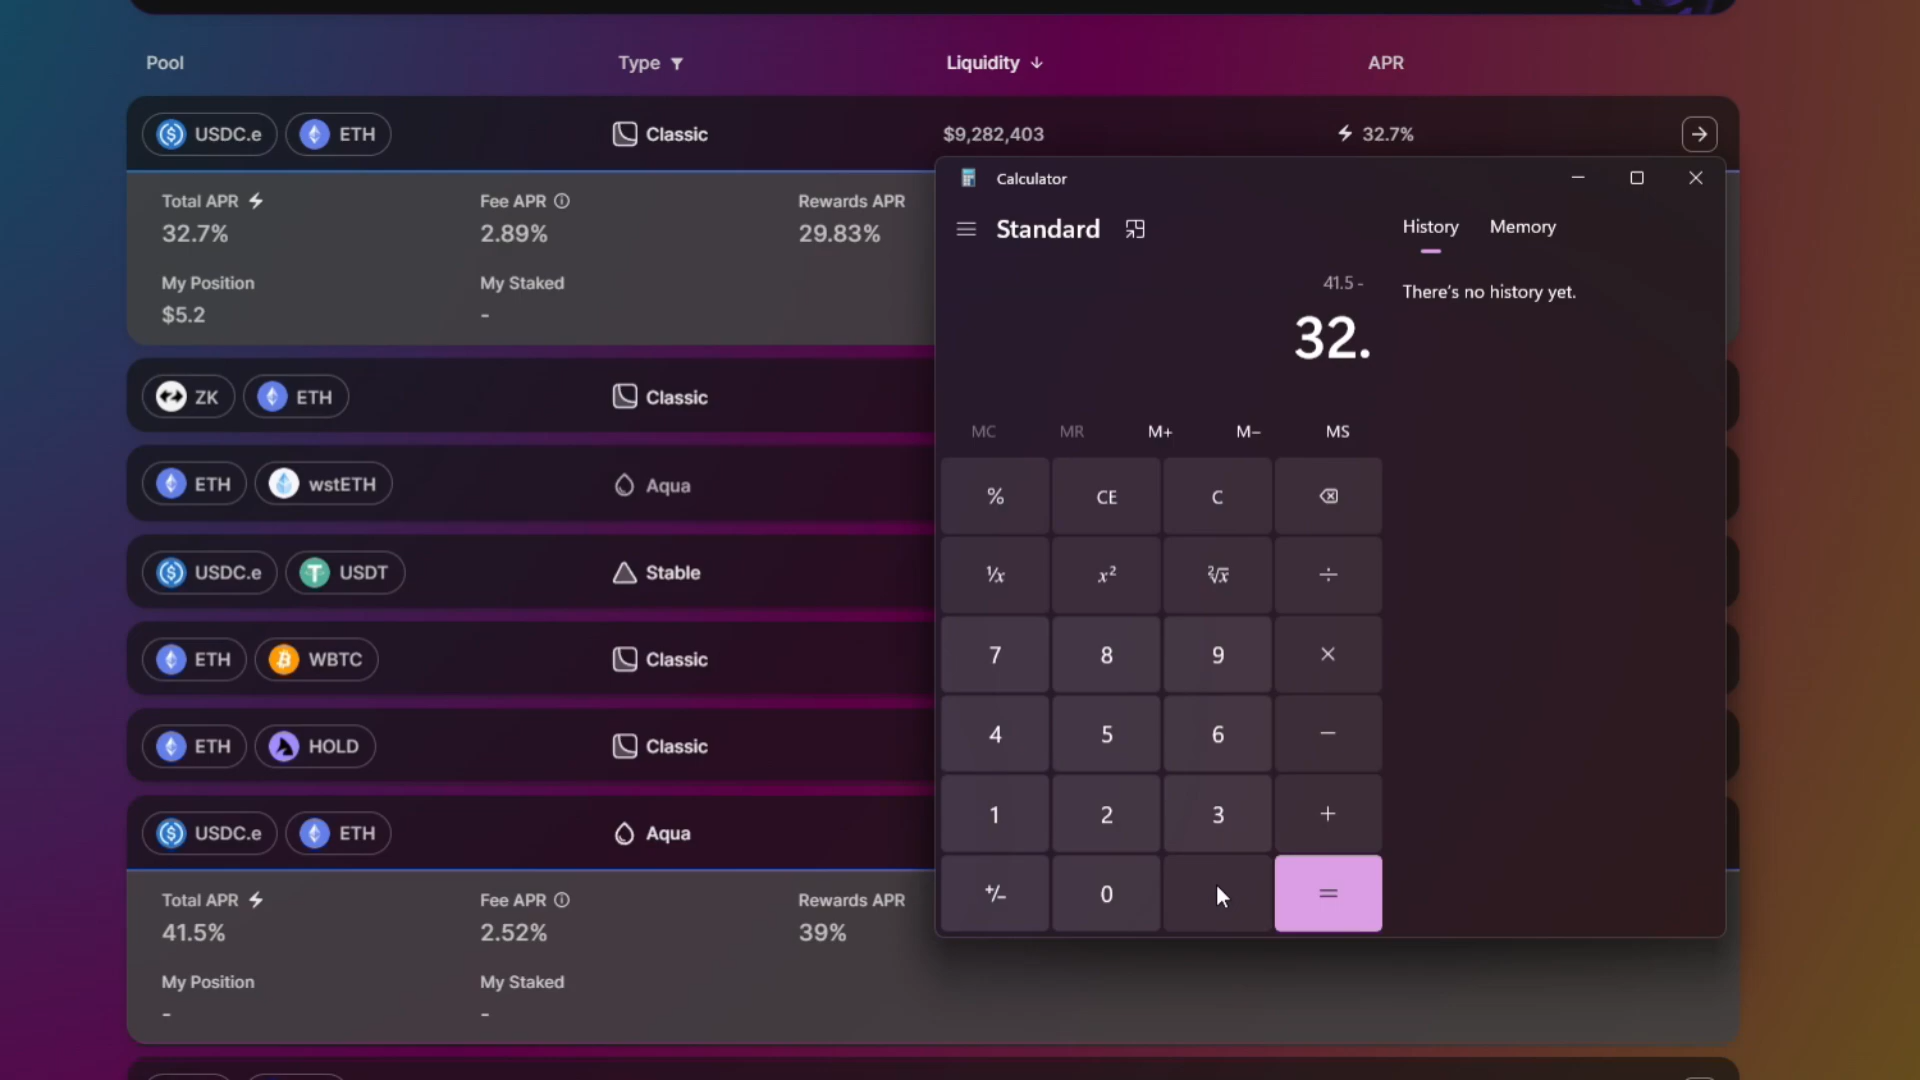 Pool Type Liquidity ↓ APR
USDC.e ETH Classic $9,282,403 32.7%
Total APR Fee APR Rewards APR
32.7% 2.89% 29.83%
My Position My Staked
$5.2 -
ZK ETH Classic
ETH wstETH Aqua
USDC.e USDT Stable
ETH WBTC Classic
ETH HOLD Classic
USDC.e ETH Aqua
Total APR Fee APR Rewards APR
41.5% 2.52% 39%
My Position My Staked
- -
Calculator
Standard
41.5 -
32.
History Memory
There's no history yet.
MC MR M+ M− MS
% CE C
¹/x x² ²√x ÷
7 8 9 ×
4 5 6 −
1 2 3 +
+/− 0 =